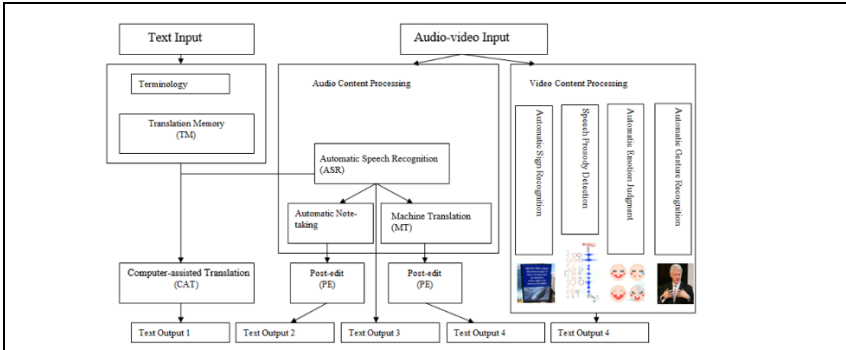 Text Input
Audio-video Input
Terminology
Translation Memory
(TM)
Audio Content Processing
Video Content Processing
Automatic Speech Recognition
(ASR)
Automatic Note-
taking
Machine Translation
(MT)
Automatic Sign Recognition
Speech Prosody Detection
Automatic Emotion Judgment
Automatic Gesture Recognition
Computer-assisted Translation
(CAT)
Post-edit
(PE)
Post-edit
(PE)
Text Output 1
Text Output 2
Text Output 3
Text Output 4
Text Output 4